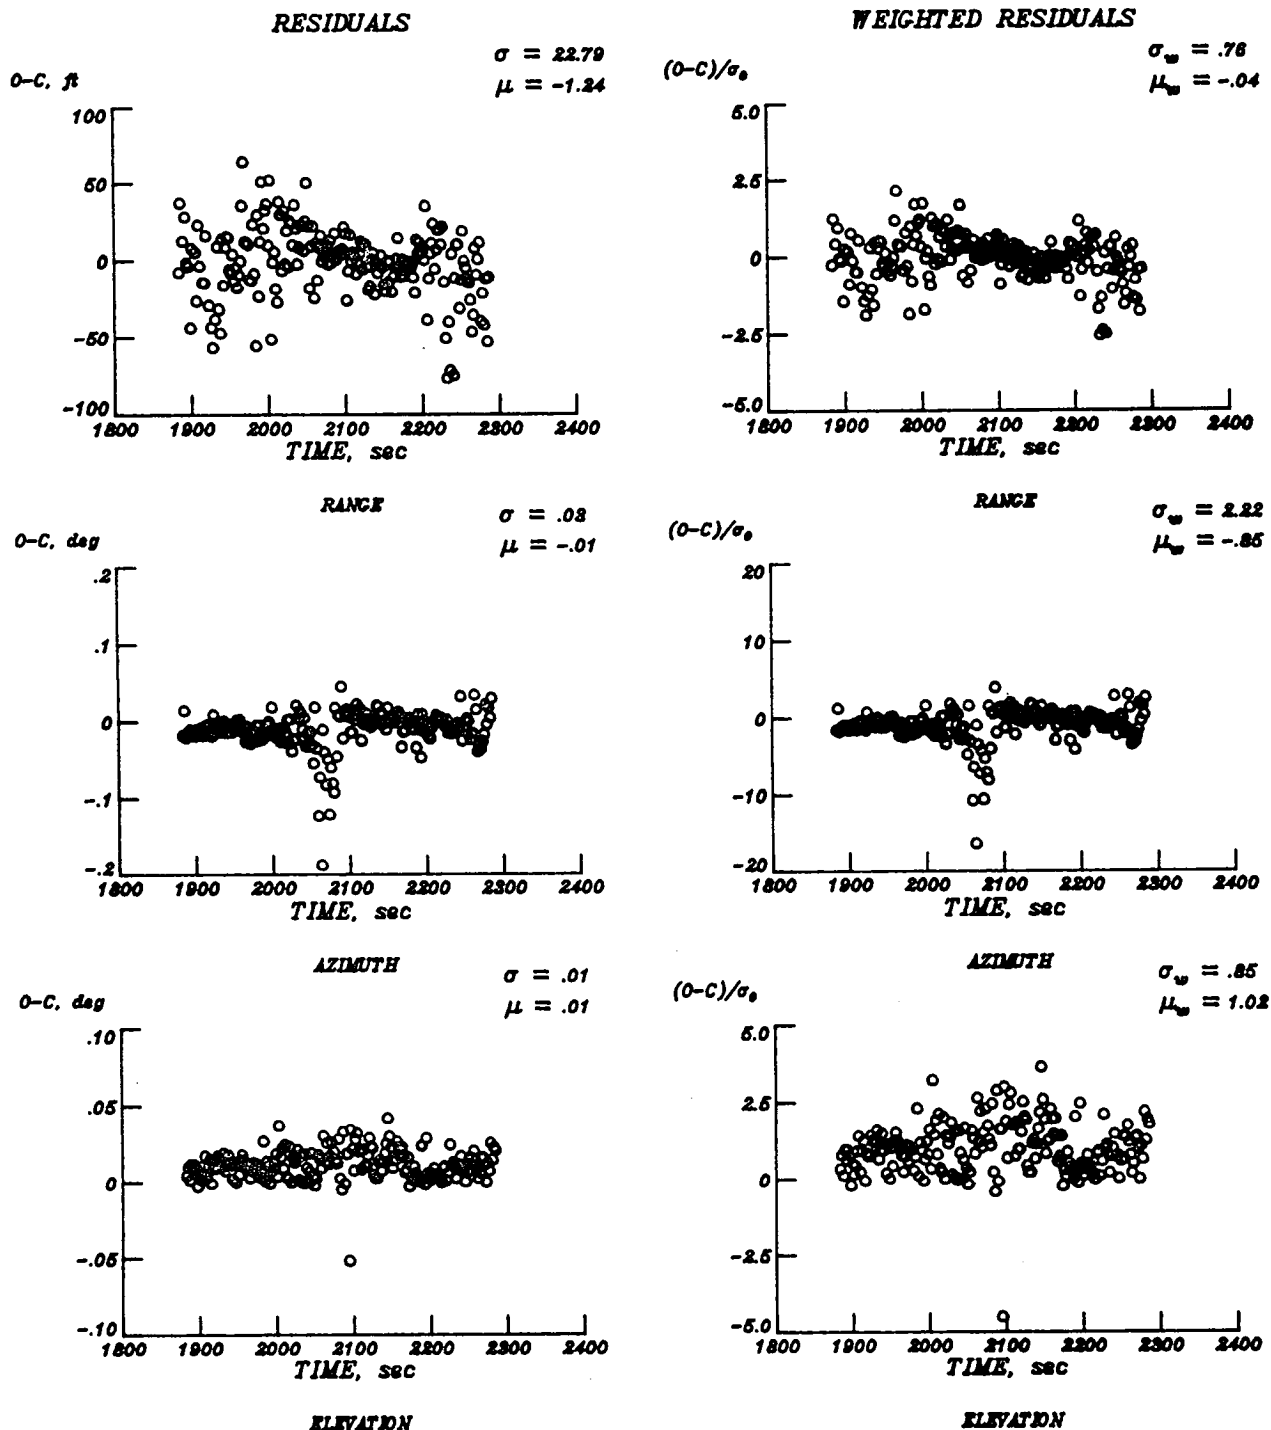 RESIDUALS
σ = 22.79
μ = -1.24
O-C, ft
100
50
0
-50
-100
1800 1900 2000 2100 2200 2300 2400
TIME, sec
RANGE
WEIGHTED RESIDUALS
σw = .76
μw = -.04
(O-C)/σo
5.0
2.5
0
-2.5
-5.0
1800 1900 2000 2100 2200 2300 2400
TIME, sec
RANGE
σ = .03
μ = -.01
O-C, deg
.2
.1
0
-.1
-.2
1800 1900 2000 2100 2200 2300 2400
TIME, sec
AZIMUTH
σw = 2.22
μw = -.85
(O-C)/σo
20
10
0
-10
-20
1800 1900 2000 2100 2200 2300 2400
TIME, sec
AZIMUTH
σ = .01
μ = .01
O-C, deg
.10
.05
0
-.05
-.10
1800 1900 2000 2100 2200 2300 2400
TIME, sec
ELEVATION
σw = .85
μw = 1.02
(O-C)/σo
5.0
2.5
0
-2.5
-5.0
1800 1900 2000 2100 2200 2300 2400
TIME, sec
ELEVATION